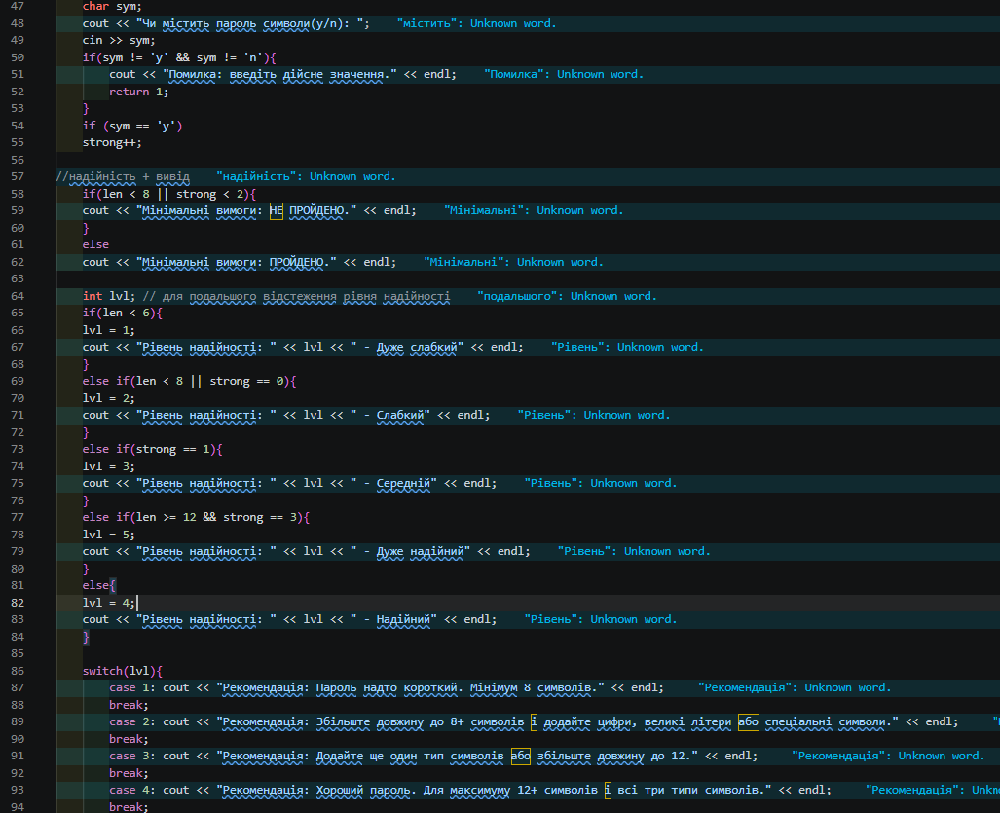 47 char sym;
48 cout << "Чи містить пароль символи(y/n): "; "містить": Unknown word.
49 cin >> sym;
50 if(sym != 'y' && sym != 'n'){
51 cout << "Помилка: введіть дійсне значення." << endl; "Помилка": Unknown word.
52 return 1;
53 }
54 if (sym == 'y')
55 strong++;
56
57 //надійність + вивід "надійність": Unknown word.
58 if(len < 8 || strong < 2){
59 cout << "Мінімальні вимоги: НЕ ПРОЙДЕНО." << endl; "Мінімальні": Unknown word.
60 }
61 else
62 cout << "Мінімальні вимоги: ПРОЙДЕНО." << endl; "Мінімальні": Unknown word.
63
64 int lvl; // для подальшого відстеження рівня надійності "подальшого": Unknown word.
65 if(len < 6){
66 lvl = 1;
67 cout << "Рівень надійності: " << lvl << " - Дуже слабкий" << endl; "Рівень": Unknown word.
68 }
69 else if(len < 8 || strong == 0){
70 lvl = 2;
71 cout << "Рівень надійності: " << lvl << " - Слабкий" << endl; "Рівень": Unknown word.
72 }
73 else if(strong == 1){
74 lvl = 3;
75 cout << "Рівень надійності: " << lvl << " - Середній" << endl; "Рівень": Unknown word.
76 }
77 else if(len >= 12 && strong == 3){
78 lvl = 5;
79 cout << "Рівень надійності: " << lvl << " - Дуже надійний" << endl; "Рівень": Unknown word.
80 }
81 else{
82 lvl = 4;
83 cout << "Рівень надійності: " << lvl << " - Надійний" << endl; "Рівень": Unknown word.
84 }
85
86 switch(lvl){
87 case 1: cout << "Рекомендація: Пароль надто короткий. Мінімум 8 символів." << endl; "Рекомендація": Unknown word.
88 break;
89 case 2: cout << "Рекомендація: Збільште довжину до 8+ символів і додайте цифри, великі літери або спеціальні символи." << endl;
90 break;
91 case 3: cout << "Рекомендація: Додайте ще один тип символів або збільште довжину до 12." << endl; "Рекомендація": Unknown word.
92 break;
93 case 4: cout << "Рекомендація: Хороший пароль. Для максимуму 12+ символів і всі три типи символів." << endl; "Рекомендація": Unkn
94 break;